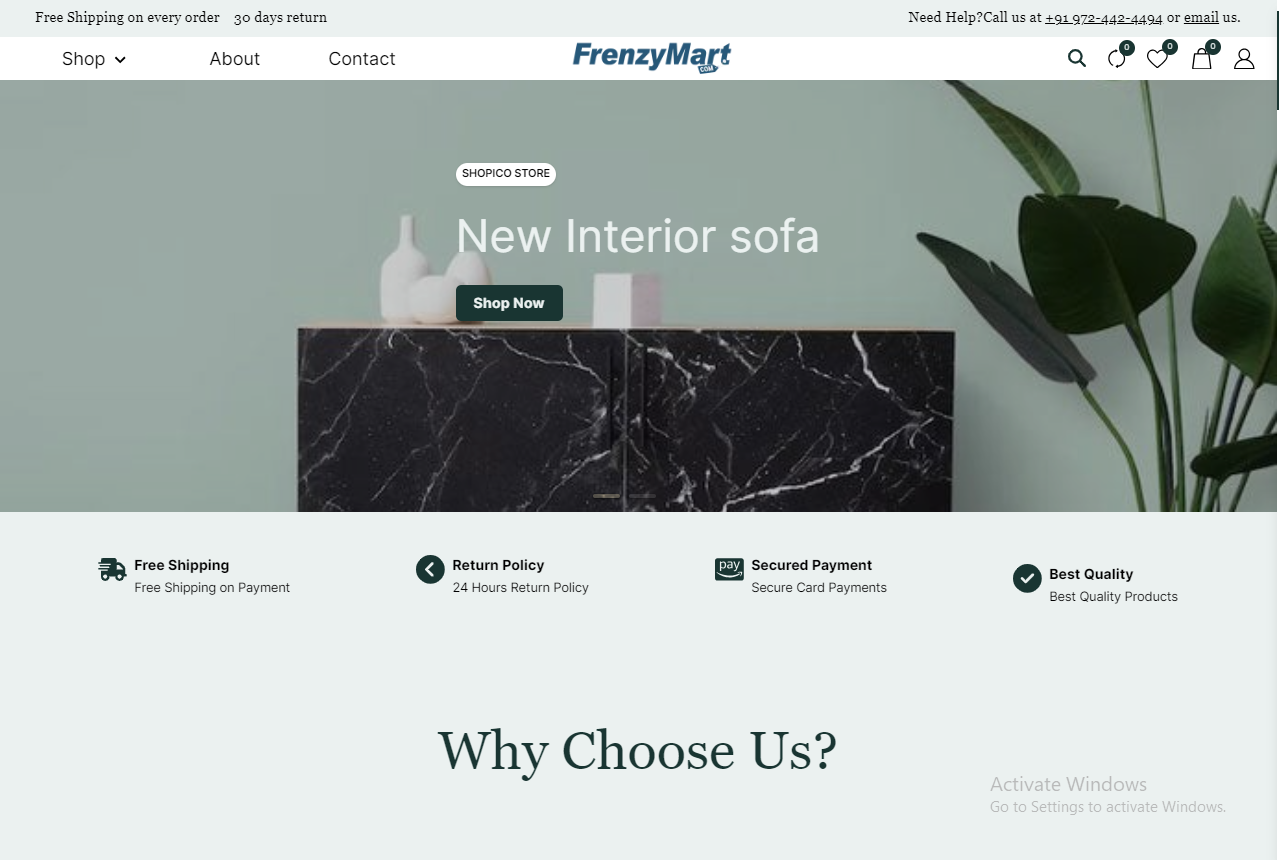 Free Shipping on every order 30 days return
Need Help?Call us at +91 972-442-4494 or email us.
Shop About Contact
FrenzyMart
.COM
0 0 0
SHOPICO STORE
New Interior sofa
Shop Now
Free Shipping
Free Shipping on Payment
Return Policy
24 Hours Return Policy
pay
Secured Payment
Secure Card Payments
Best Quality
Best Quality Products
Why Choose Us?
Activate Windows
Go to Settings to activate Windows.